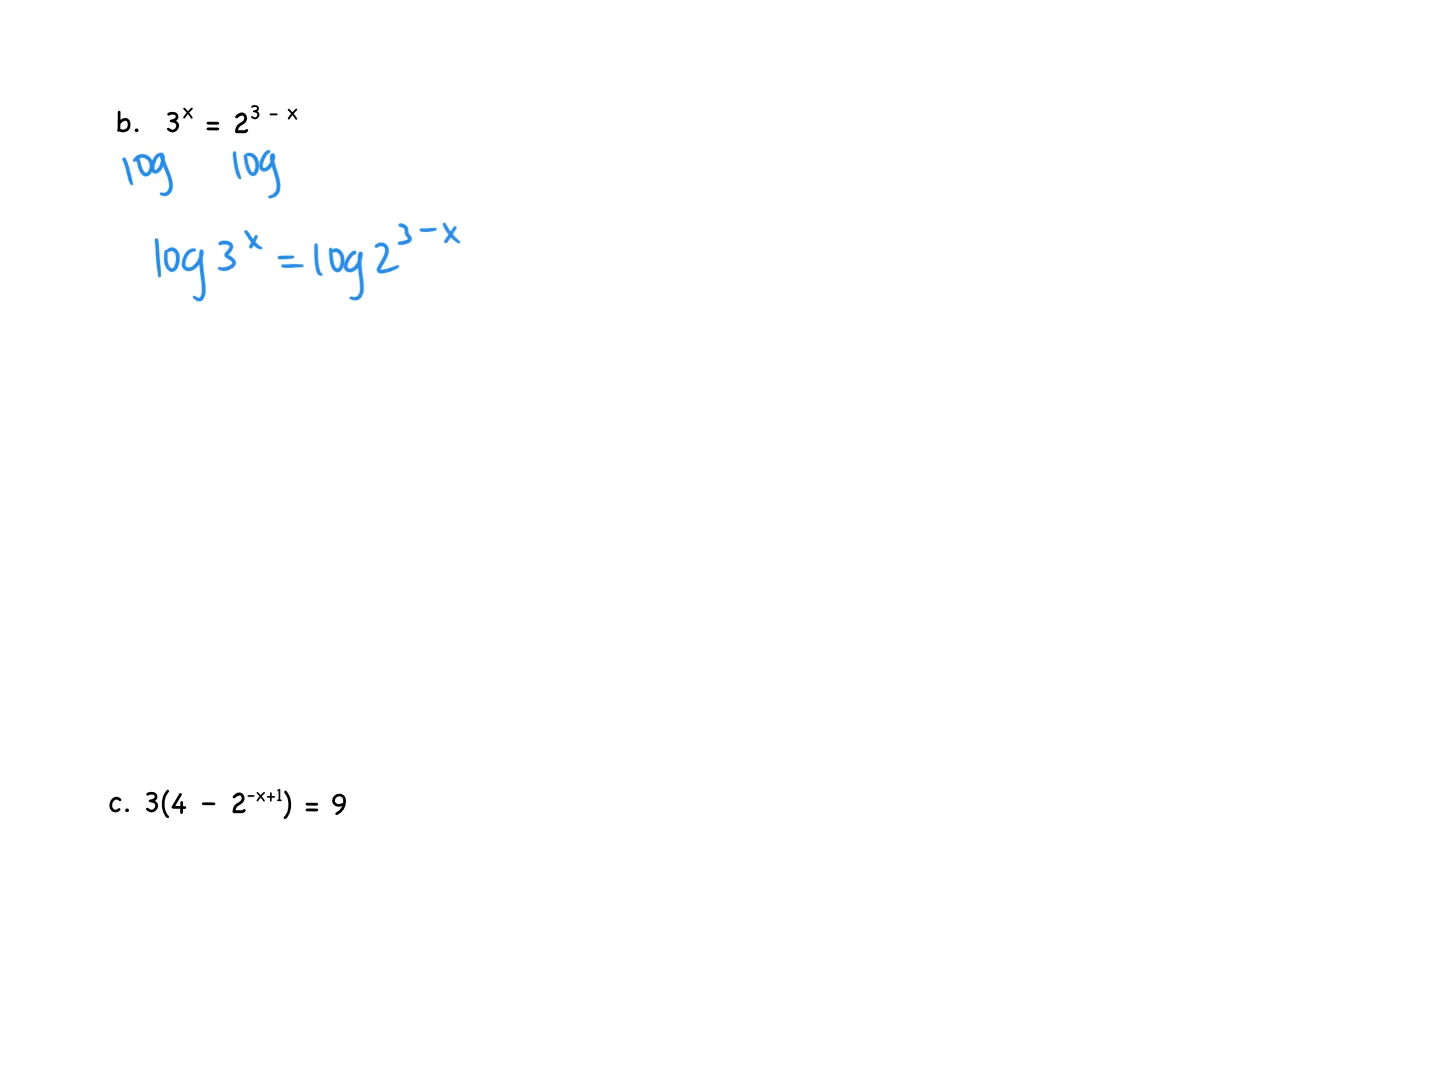 b. 3^x = 2^(3 - x)
log log
log 3^x = log 2^(3-x)
c. 3(4 - 2^(-x+1)) = 9